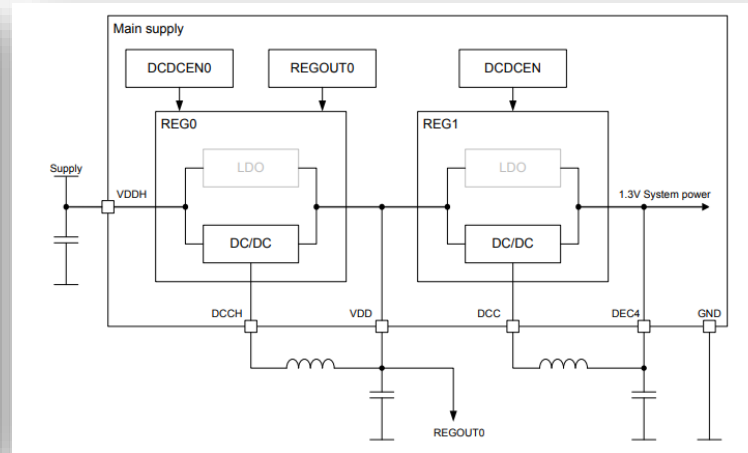 Main supply
DCDCEN0
REGOUT0
DCDCEN
REG0
REG1
LDO
LDO
Supply
VDDH
1.3V System power
DC/DC
DC/DC
DCCH
VDD
DCC
DEC4
GND
REGOUT0